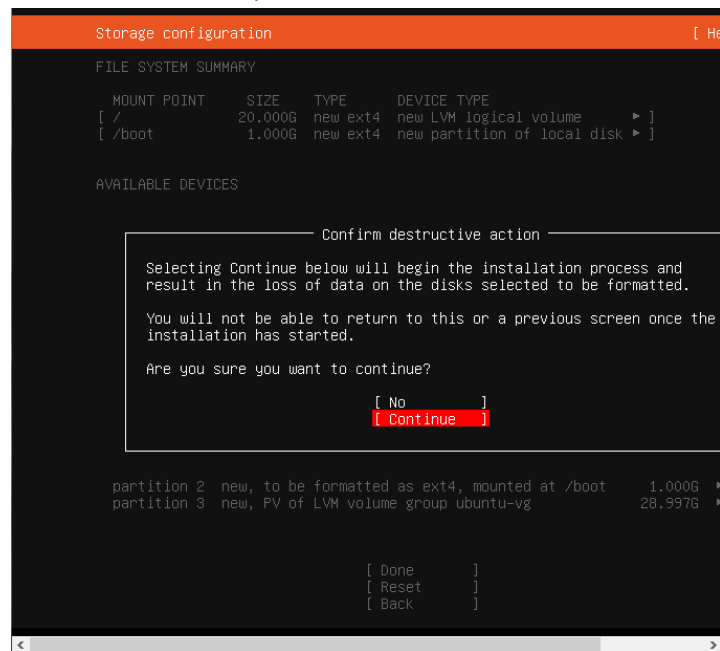 Storage configuration [ He
FILE SYSTEM SUMMARY
MOUNT POINT SIZE TYPE DEVICE TYPE
[ / 20.000G new ext4 new LVM logical volume ▸ ]
[ /boot 1.000G new ext4 new partition of local disk ▸ ]
AVAILABLE DEVICES
Confirm destructive action
Selecting Continue below will begin the installation process and
result in the loss of data on the disks selected to be formatted.
You will not be able to return to this or a previous screen once the
installation has started.
Are you sure you want to continue?
[ No ]
[ Continue ]
partition 2 new, to be formatted as ext4, mounted at /boot 1.000G ▸
partition 3 new, PV of LVM volume group ubuntu-vg 28.997G ▸
[ Done ]
[ Reset ]
[ Back ]